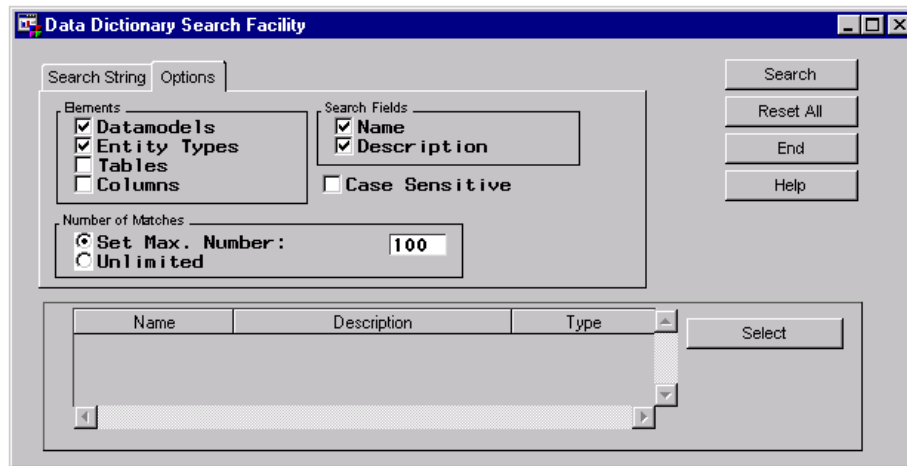 Data Dictionary Search Facility
Search String Options
Search
Elements
Search Fields
Datamodels
Name
Reset All
Entity Types
Description
Tables
End
Columns
Case Sensitive
Help
Number of Matches
Set Max. Number: 100
Unlimited
Name Description Type
Select